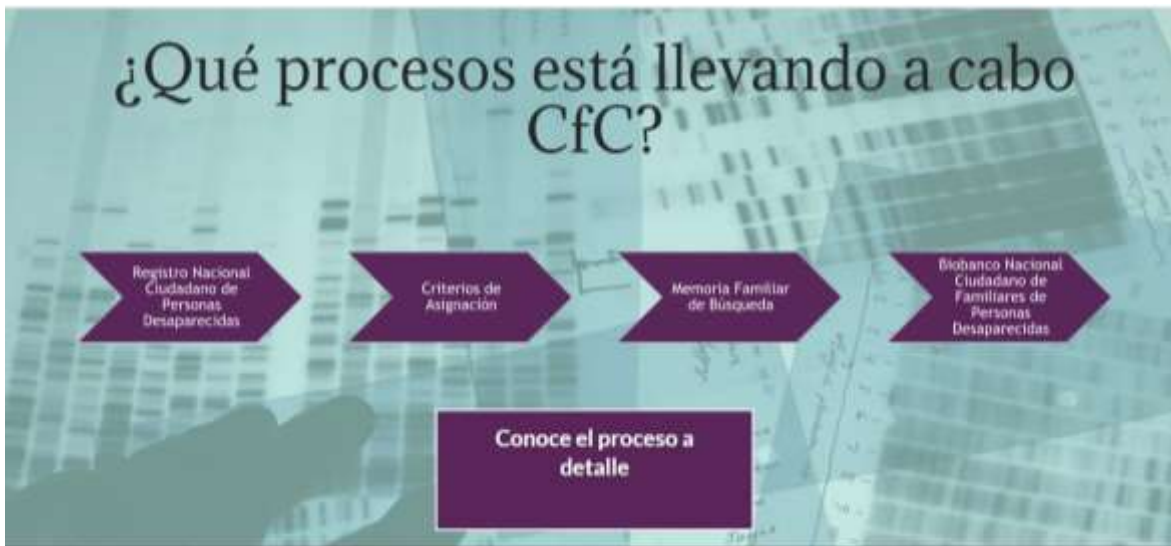 ¿Qué procesos está llevando a cabo
CfC?
Registro Nacional
Ciudadano de
Personas
Desaparecidas
Criterios de
Asignación
Memoria Familiar
de Búsqueda
Biobanco Nacional
Ciudadano de
Familiares de
Personas
Desaparecidas
Conoce el proceso a
detalle